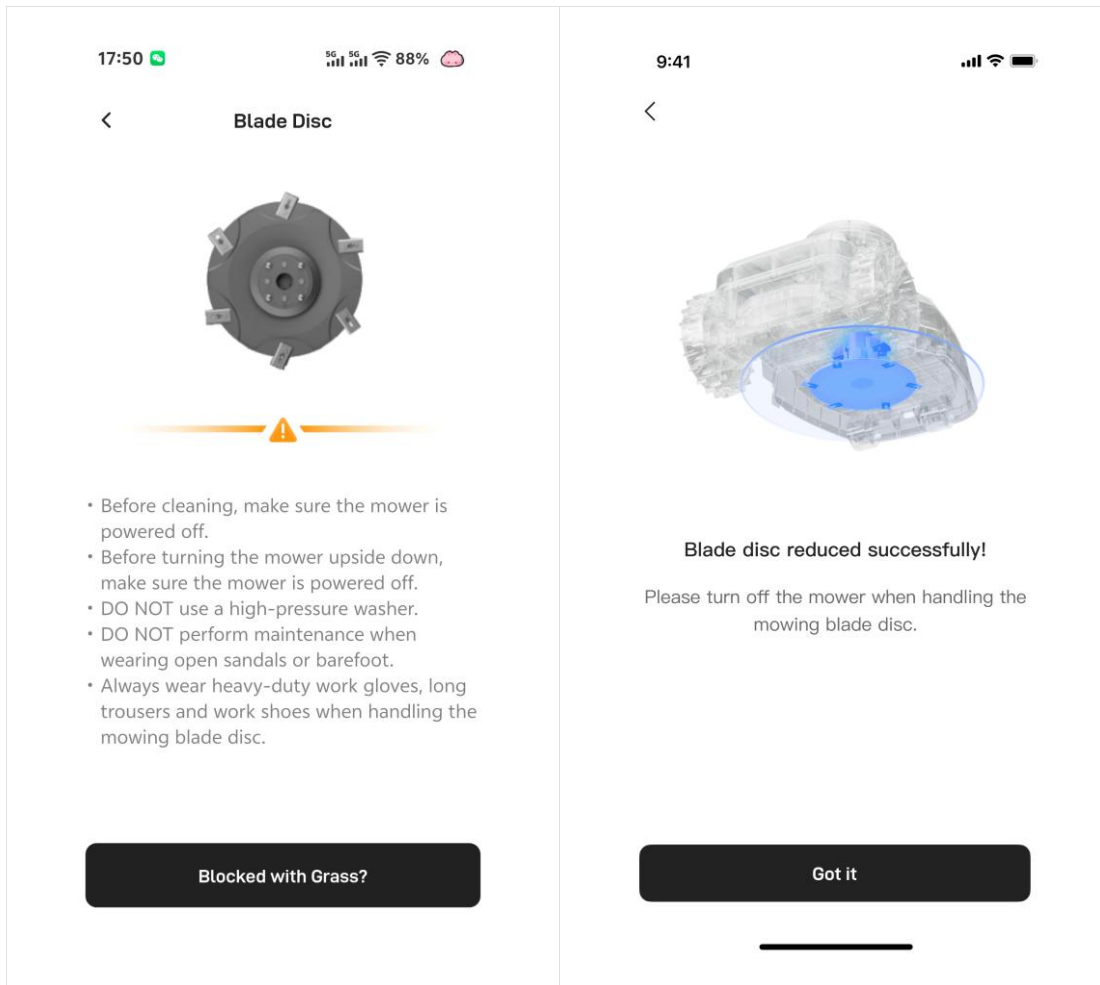 17:50
5G 5G 88%
Blade Disc
• Before cleaning, make sure the mower is
powered off.
• Before turning the mower upside down,
make sure the mower is powered off.
• DO NOT use a high-pressure washer.
• DO NOT perform maintenance when
wearing open sandals or barefoot.
• Always wear heavy-duty work gloves, long
trousers and work shoes when handling the
mowing blade disc.
Blocked with Grass?
9:41
Blade disc reduced successfully!
Please turn off the mower when handling the
mowing blade disc.
Got it